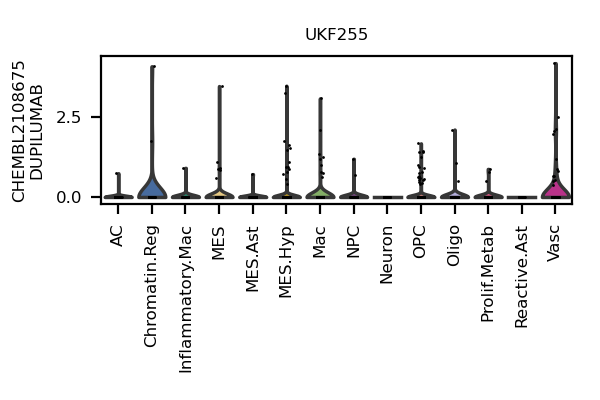 UKF255
CHEMBL2108675
DUPILUMAB
2.5
0.0
AC
Chromatin.Reg
Inflammatory.Mac
MES
MES.Ast
MES.Hyp
Mac
NPC
Neuron
OPC
Oligo
Prolif.Metab
Reactive.Ast
Vasc